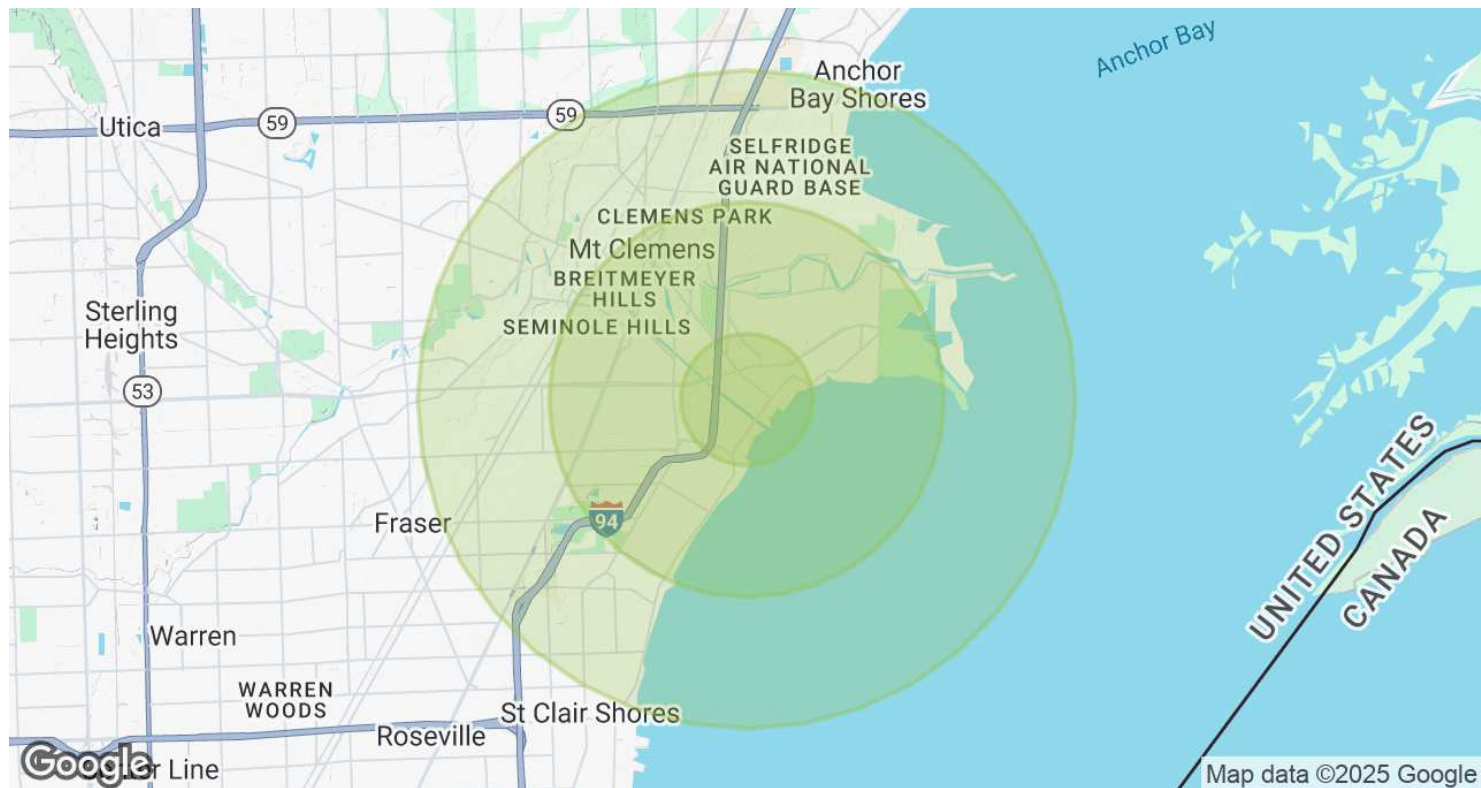 Anchor Bay
Anchor
Bay Shores
59
59
Utica
SELFRIDGE
AIR NATIONAL
GUARD BASE
CLEMENS PARK
Mt Clemens
BREITMEYER
HILLS
SEMINOLE HILLS
Sterling
Heights
53
UNITED STATES
CANADA
94
Fraser
Warren
WARREN
WOODS
St Clair Shores
Roseville
Google
Line
Map data ©2025 Google